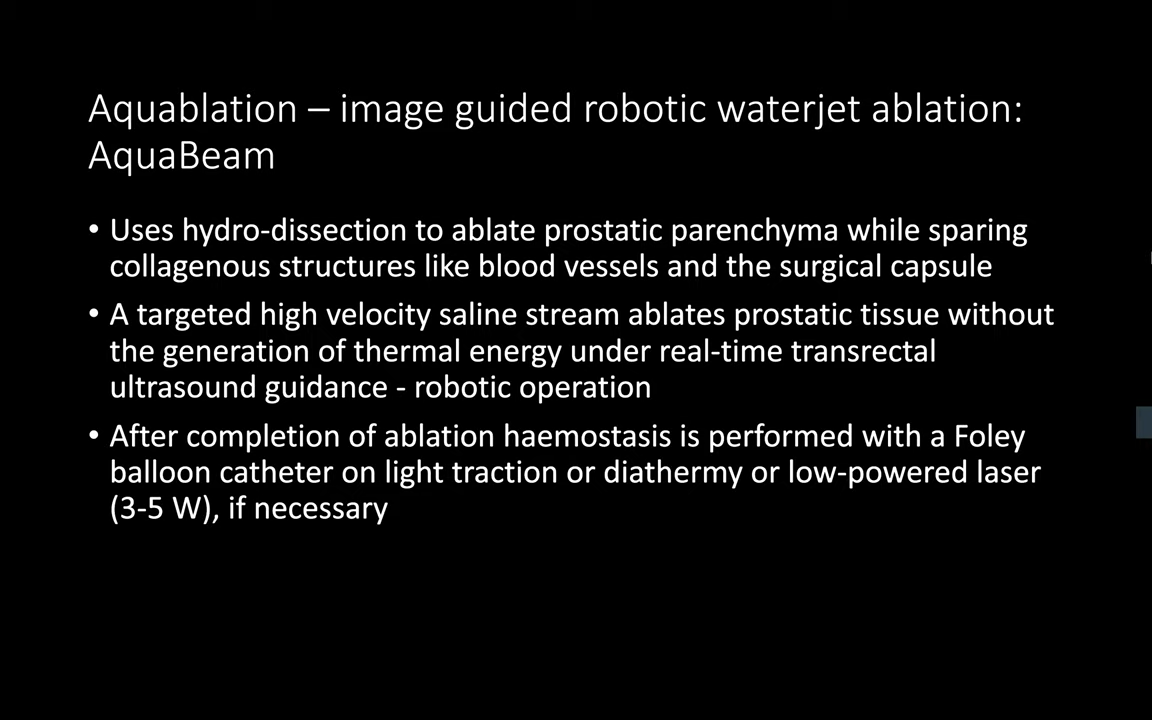 Aquablation – image guided robotic waterjet ablation:
AquaBeam
• Uses hydro-dissection to ablate prostatic parenchyma while sparing
collagenous structures like blood vessels and the surgical capsule
• A targeted high velocity saline stream ablates prostatic tissue without
the generation of thermal energy under real-time transrectal
ultrasound guidance - robotic operation
• After completion of ablation haemostasis is performed with a Foley
balloon catheter on light traction or diathermy or low-powered laser
(3-5 W), if necessary